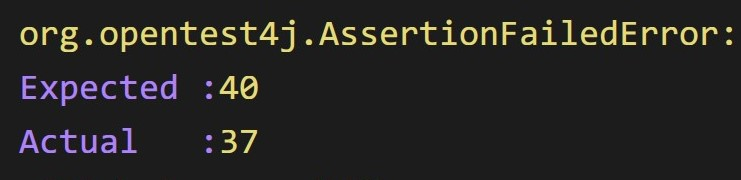 org.opentest4j.AssertionFailedError:
Expected :40
Actual   :37